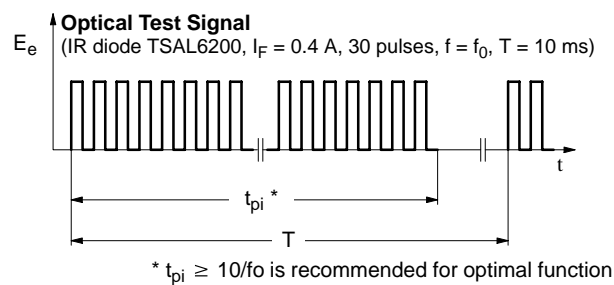 Optical Test Signal
(IR diode TSAL6200, IF = 0.4 A, 30 pulses, f = f0, T = 10 ms)
Ee
t
tpi *
T
* tpi ≥ 10/fo is recommended for optimal function